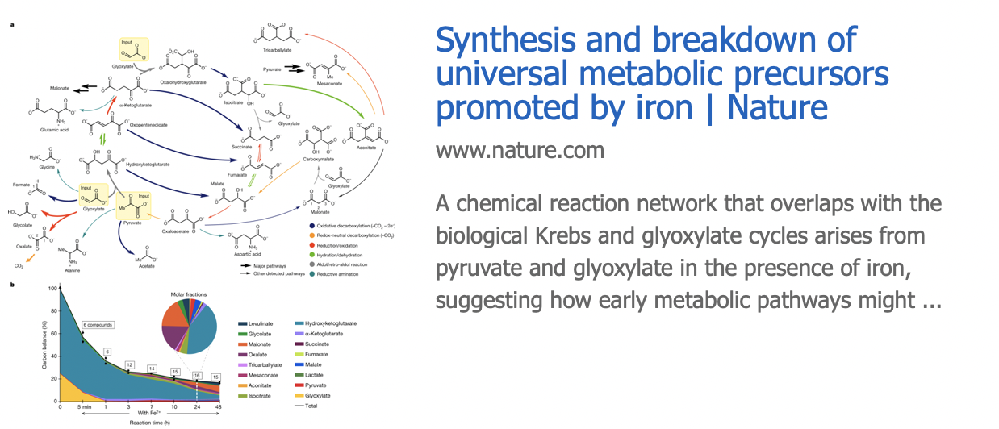 a
Input
Glyoxylate
Oxalohydroxyglutarate
Tricarballylate
Pyruvate
Mesaconate
Malonate
α-Ketoglutarate
Isocitrate
Glutamic acid
Oxopentenedioate
Glyoxylate
Succinate
Carboxymalate
Aconitate
Glycine
Hydroxyketoglutarate
Fumarate
Malate
Glyoxylate
Formate
Input
Input
Malonate
Glyoxylate
Pyruvate
Glycolate
Oxaloacetate
Oxalate
Aspartic acid
CO₂
Alanine
Acetate
Oxidative decarboxylation (–CO₂ – 2e⁻)
Redox-neutral decarboxylation (–CO₂)
Reduction/oxidation
Hydration/dehydration
Aldol/retro-aldol reaction
Reductive amination
Major pathways
Other detected pathways
b
Carbon balance (%)
100
80
60
40
20
0
6 compounds
6
12
14
15
16
15
Molar fractions
0 5 min 1 3 7 10 24 48
With Fe²⁺
Reaction time (h)
Levulinate
Glycolate
Malonate
Oxalate
Tricarballylate
Mesaconate
Aconitate
Isocitrate
Hydroxyketoglutarate
α-Ketoglutarate
Succinate
Fumarate
Malate
Lactate
Pyruvate
Glyoxylate
Total
Synthesis and breakdown of
universal metabolic precursors
promoted by iron | Nature
www.nature.com
A chemical reaction network that overlaps with the
biological Krebs and glyoxylate cycles arises from
pyruvate and glyoxylate in the presence of iron,
suggesting how early metabolic pathways might ...